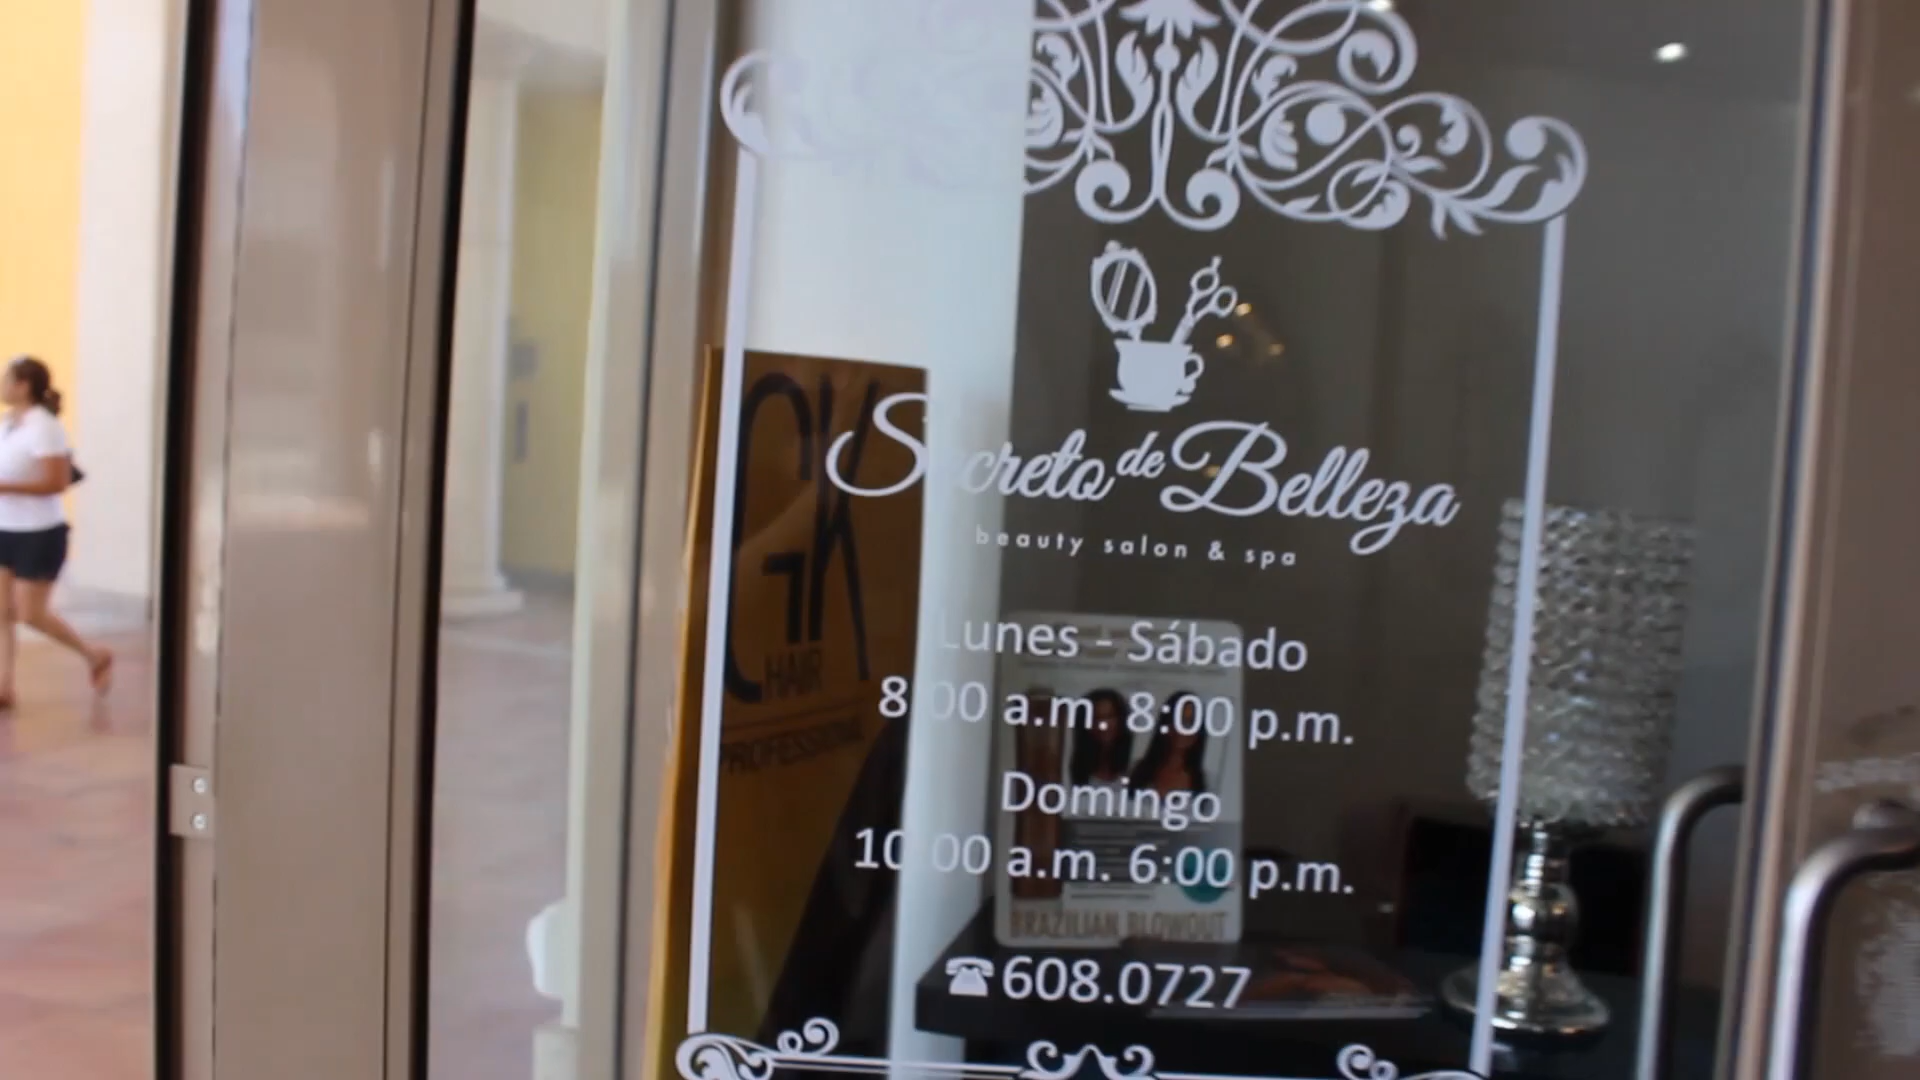 Secreto de Belleza
beauty salon & spa
Lunes - Sábado
8:00 a.m. 8:00 p.m.
Domingo
10:00 a.m. 6:00 p.m.
608.0727
GK
HAIR
PROFESSIONAL
BRAZILIAN BLOWOUT